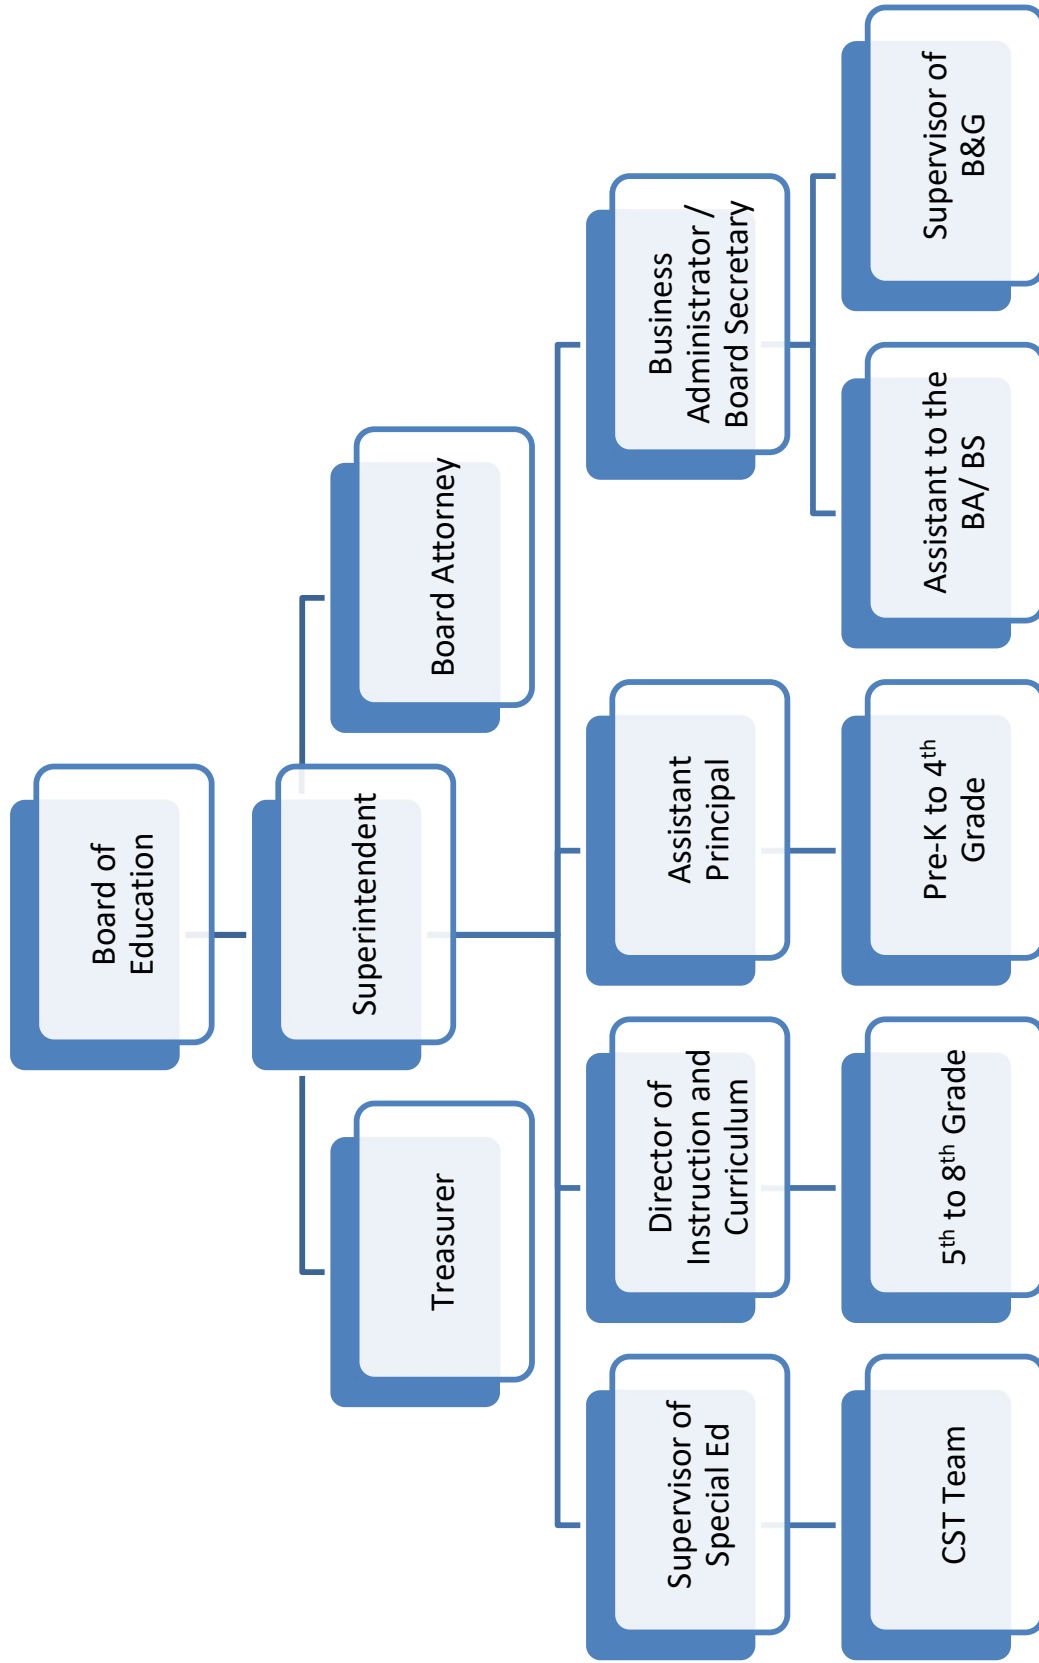 Board of
Education
Superintendent
Treasurer
Board Attorney
Supervisor of
Special Ed
Director of
Instruction and
Curriculum
Assistant
Principal
Business
Administrator /
Board Secretary
CST Team
5th to 8th Grade
Pre-K to 4th
Grade
Assistant to the
BA/ BS
Supervisor of
B&G